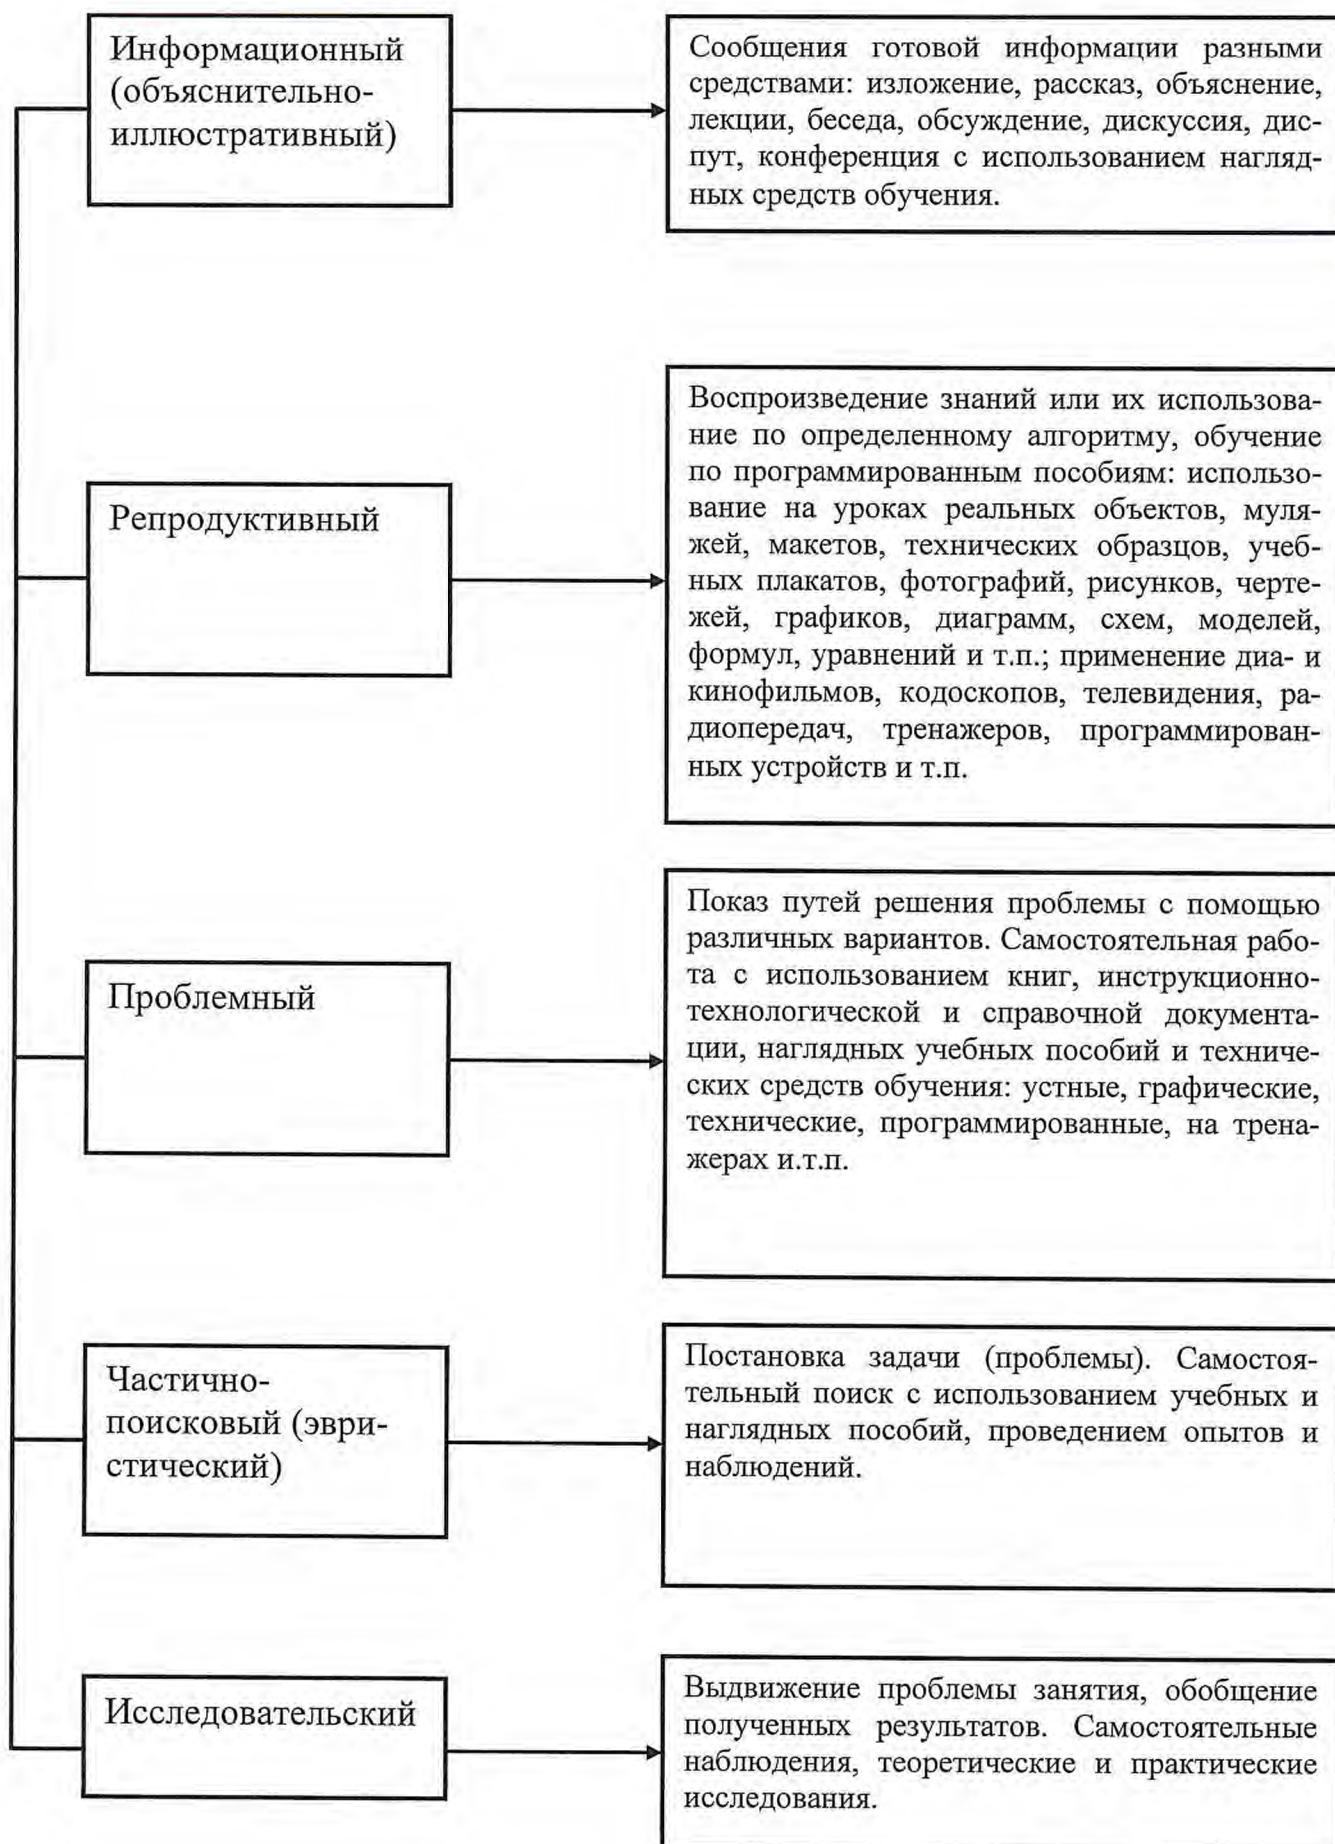 Информационный
(объяснительно-
иллюстративный)
Сообщения готовой информации разными
средствами: изложение, рассказ, объяснение,
лекции, беседа, обсуждение, дискуссия, дис-
пут, конференция с использованием нагляд-
ных средств обучения.
Репродуктивный
Воспроизведение знаний или их использова-
ние по определенному алгоритму, обучение
по программированным пособиям: использо-
вание на уроках реальных объектов, муля-
жей, макетов, технических образцов, учеб-
ных плакатов, фотографий, рисунков, черте-
жей, графиков, диаграмм, схем, моделей,
формул, уравнений и т.п.; применение диа- и
кинофильмов, кодоскопов, телевидения, ра-
диопередач, тренажеров, программирован-
ных устройств и т.п.
Проблемный
Показ путей решения проблемы с помощью
различных вариантов. Самостоятельная рабо-
та с использованием книг, инструкционно-
технологической и справочной документа-
ции, наглядных учебных пособий и техниче-
ских средств обучения: устные, графические,
технические, программированные, на трена-
жерах и.т.п.
Частично-
поисковый (эври-
стический)
Постановка задачи (проблемы). Самостоя-
тельный поиск с использованием учебных и
наглядных пособий, проведением опытов и
наблюдений.
Исследовательский
Выдвижение проблемы занятия, обобщение
полученных результатов. Самостоятельные
наблюдения, теоретические и практические
исследования.